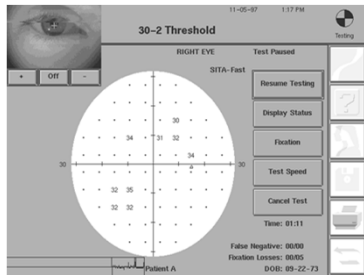 11-05-97 1:17 PM
30-2 Threshold
Testing
RIGHT EYE Test Paused
+ Off -
SITA-Fast
Resume Testing
30
Display Status
34 31 32
Fixation
34
30 30
Test Speed
32 35
32 32
Cancel Test
Time: 01:11
False Negative: 00/00
Fixation Losses: 00/05
Patient A DOB: 09-22-73